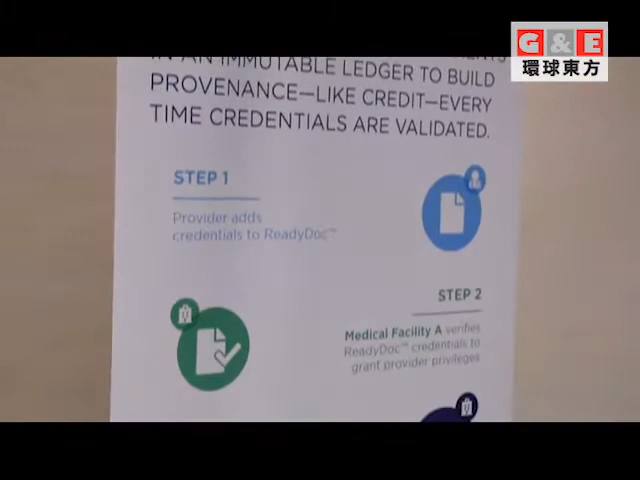 G&E
環球東方
IN AN IMMUTABLE LEDGER TO BUILD
PROVENANCE—LIKE CREDIT—EVERY
TIME CREDENTIALS ARE VALIDATED.
STEP 1
Provider adds
credentials to ReadyDoc™
STEP 2
Medical Facility A verifies
ReadyDoc™ credentials to
grant provider privileges